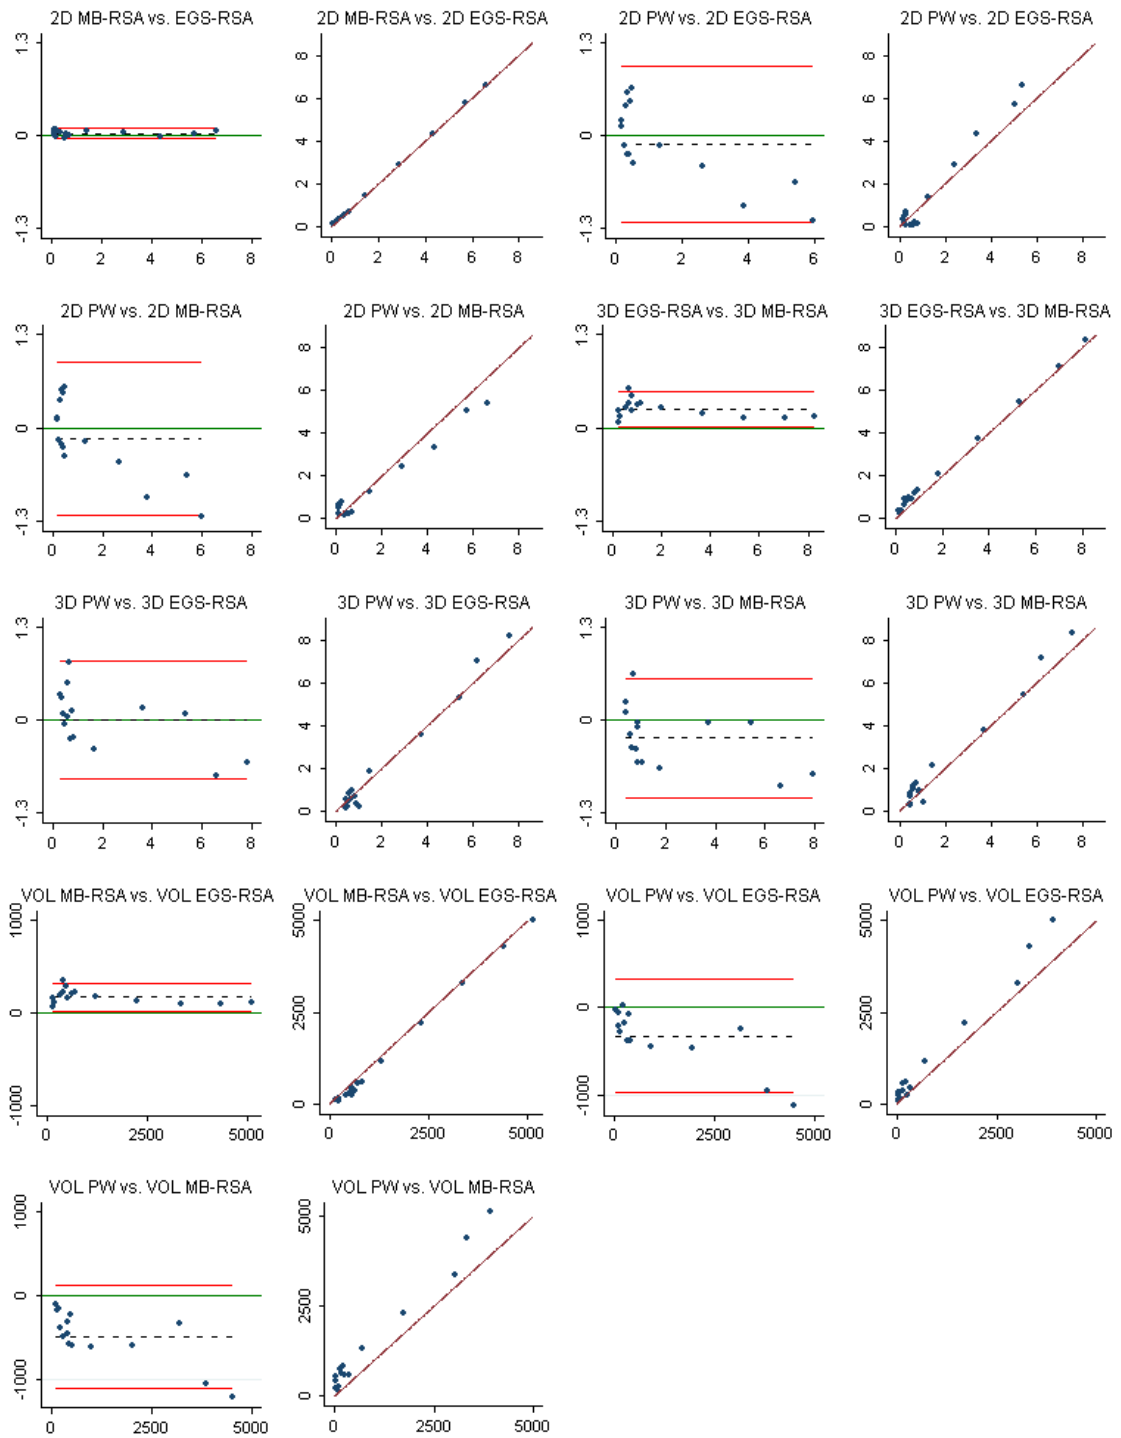 2D MB-RSA vs. EGS-RSA
1.3
0
-1.3
0 2 4 6 8
2D MB-RSA vs. 2D EGS-RSA
8
6
4
2
0
0 2 4 6 8
2D PW vs. 2D EGS-RSA
1.3
0
-1.3
0 2 4 6
2D PW vs. 2D EGS-RSA
8
6
4
2
0
0 2 4 6 8
2D PW vs. 2D MB-RSA
1.3
0
-1.3
0 2 4 6 8
2D PW vs. 2D MB-RSA
8
6
4
2
0
0 2 4 6 8
3D EGS-RSA vs. 3D MB-RSA
1.3
0
-1.3
0 2 4 6 8
3D EGS-RSA vs. 3D MB-RSA
8
6
4
2
0
0 2 4 6 8
3D PW vs. 3D EGS-RSA
1.3
0
-1.3
0 2 4 6 8
3D PW vs. 3D EGS-RSA
8
6
4
2
0
0 2 4 6 8
3D PW vs. 3D MB-RSA
1.3
0
-1.3
0 2 4 6 8
3D PW vs. 3D MB-RSA
8
6
4
2
0
0 2 4 6 8
VOL MB-RSA vs. VOL EGS-RSA
1000
0
-1000
0 2500 5000
VOL MB-RSA vs. VOL EGS-RSA
5000
2500
0
0 2500 5000
VOL PW vs. VOL EGS-RSA
1000
0
-1000
0 2500 5000
VOL PW vs. VOL EGS-RSA
5000
2500
0
0 2500 5000
VOL PW vs. VOL MB-RSA
1000
0
-1000
0 2500 5000
VOL PW vs. VOL MB-RSA
5000
2500
0
0 2500 5000